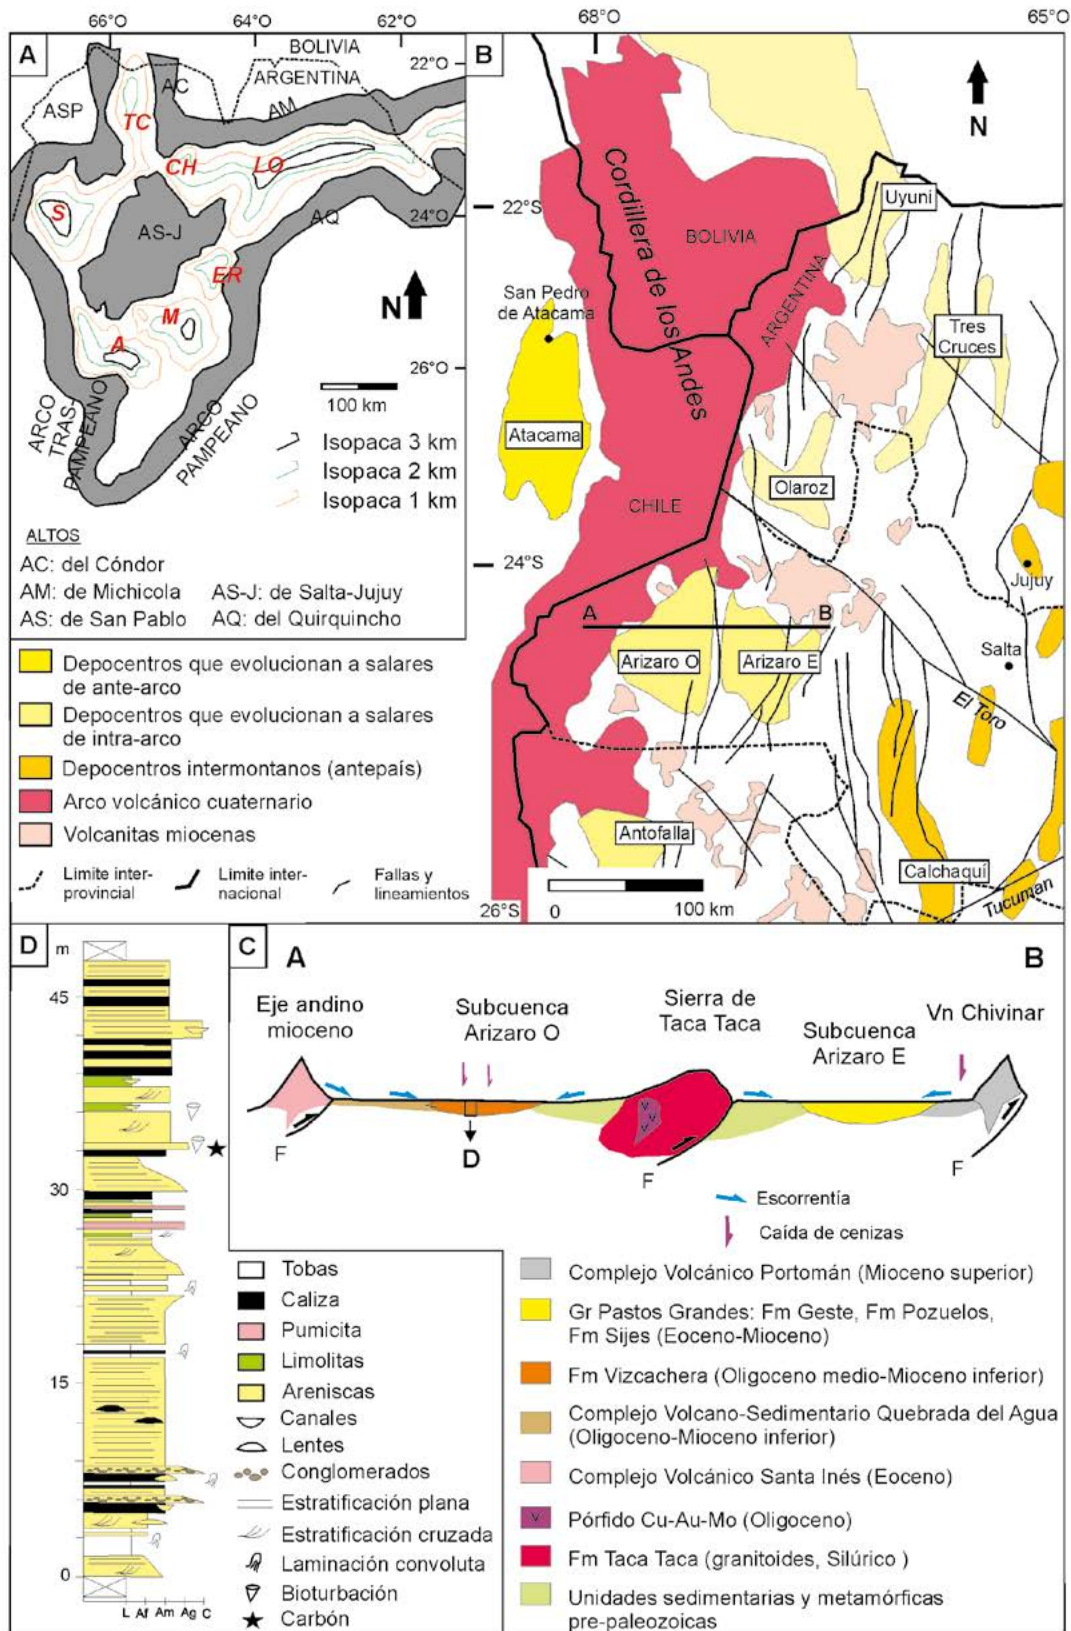 66°O 64°O 62°O
A
BOLIVIA
ARGENTINA
22°O
AC
ASP
AM
TC
CH
LO
S
24°O
AQ
AS-J
ER
M
N
A
26°O
ARCO
TRAS-
PAMPEANO
ARCO
PAMPEANO
100 km
Isopaca 3 km
Isopaca 2 km
Isopaca 1 km
ALTOS
AC: del Cóndor
AM: de Michicola AS-J: de Salta-Jujuy
AS: de San Pablo AQ: del Quirquincho
Depocentros que evolucionan a salares
de ante-arco
Depocentros que evolucionan a salares
de intra-arco
Depocentros intermontanos (antepaís)
Arco volcánico cuaternario
Volcanitas miocenas
Limite inter-
provincial
Limite inter-
nacional
Fallas y
lineamientos
68°O 65°O
B
N
Cordillera de los Andes
22°S
Uyuni
BOLIVIA
ARGENTINA
San Pedro
de Atacama
Tres
Cruces
Atacama
Olaroz
CHILE
24°S
Jujuy
A B
Salta
Arizaro O
Arizaro E
El Toro
Antofalla
Calchaquí
Tucuman
26°S
0 100 km
D
m
45
30
15
0
L Af Am Ag C
Tobas
Caliza
Pumicita
Limolitas
Areniscas
Canales
Lentes
Conglomerados
Estratificación plana
Estratificación cruzada
Laminación convoluta
Bioturbación
Carbón
C
A B
Eje andino
mioceno
Subcuenca
Arizaro O
Sierra de
Taca Taca
Subcuenca
Arizaro E
Vn Chivinar
v
v v
v
F
D
F
F
Escorrentía
Caída de cenizas
Complejo Volcánico Portomán (Mioceno superior)
Gr Pastos Grandes: Fm Geste, Fm Pozuelos,
Fm Sijes (Eoceno-Mioceno)
Fm Vizcachera (Oligoceno medio-Mioceno inferior)
Complejo Volcano-Sedimentario Quebrada del Agua
(Oligoceno-Mioceno inferior)
Complejo Volcánico Santa Inés (Eoceno)
v
Pórfido Cu-Au-Mo (Oligoceno)
Fm Taca Taca (granitoides, Silúrico )
Unidades sedimentarias y metamórficas
pre-paleozoicas